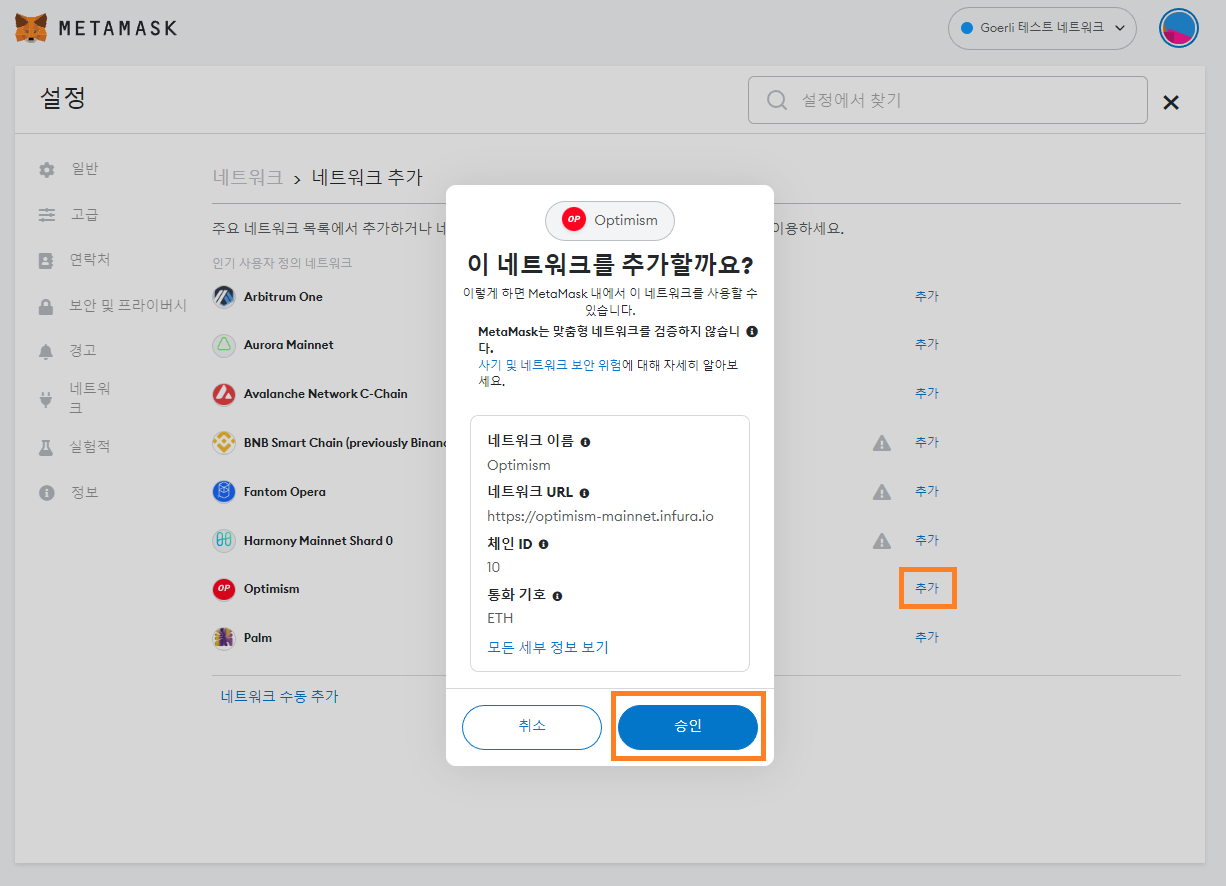 METAMASK
Goerli 테스트 네트워크
설정
설정에서 찾기
일반
고급
연락처
보안 및 프라이버시
경고
네트워
크
실험적
정보
네트워크 > 네트워크 추가
주요 네트워크 목록에서 추가하거나 네
이용하세요.
인기 사용자 정의 네트워크
Arbitrum One
추가
Aurora Mainnet
추가
Avalanche Network C-Chain
추가
BNB Smart Chain (previously Binanc
추가
Fantom Opera
추가
Harmony Mainnet Shard 0
추가
OP
Optimism
추가
Palm
추가
네트워크 수동 추가
OP Optimism
이 네트워크를 추가할까요?
이렇게 하면 MetaMask 내에서 이 네트워크를 사용할 수
있습니다.
MetaMask는 맞춤형 네트워크를 검증하지 않습니
다.
사기 및 네트워크 보안 위험에 대해 자세히 알아보
세요.
네트워크 이름
Optimism
네트워크 URL
https://optimism-mainnet.infura.io
체인 ID
10
통화 기호
ETH
모든 세부 정보 보기
취소
승인